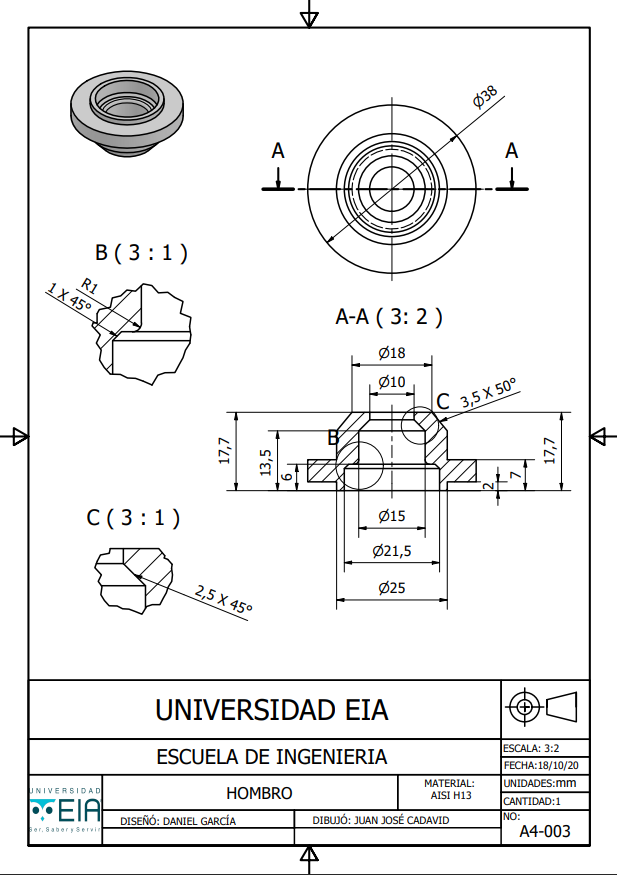 Ø38
A
A
B ( 3 : 1 )
R1
1 X 45°
A-A ( 3: 2 )
Ø18
Ø10
C
3,5 X 50°
B
17,7
13,5
6
2
7
17,7
Ø15
Ø21,5
Ø25
C ( 3 : 1 )
2,5 X 45°
UNIVERSIDAD EIA
ESCUELA DE INGENIERIA
ESCALA: 3:2
FECHA:18/10/20
UNIVERSIDAD
EIA
Ser, Saber y Servir
HOMBRO
MATERIAL:
AISI H13
UNIDADES:mm
CANTIDAD:1
DISEÑÓ: DANIEL GARCÍA
DIBUJÓ: JUAN JOSÉ CADAVID
NO:
A4-003